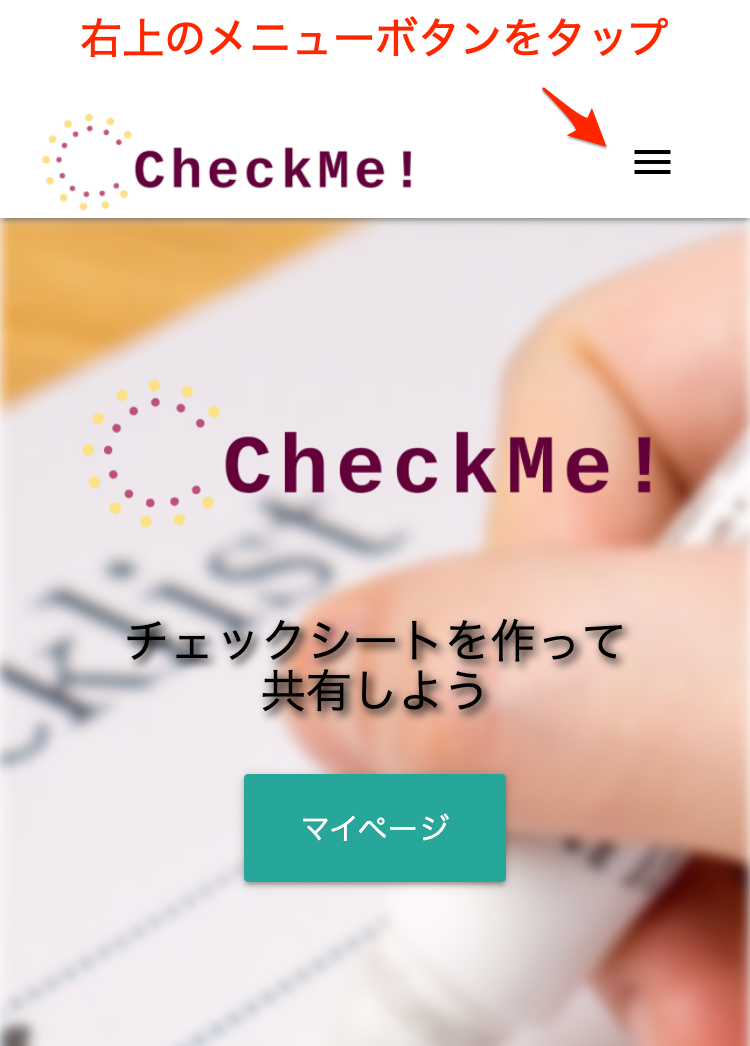 右上のメニューボタンをタップ
CheckMe!
CheckMe!
cklist
チェックシートを作って
共有しよう
マイページ